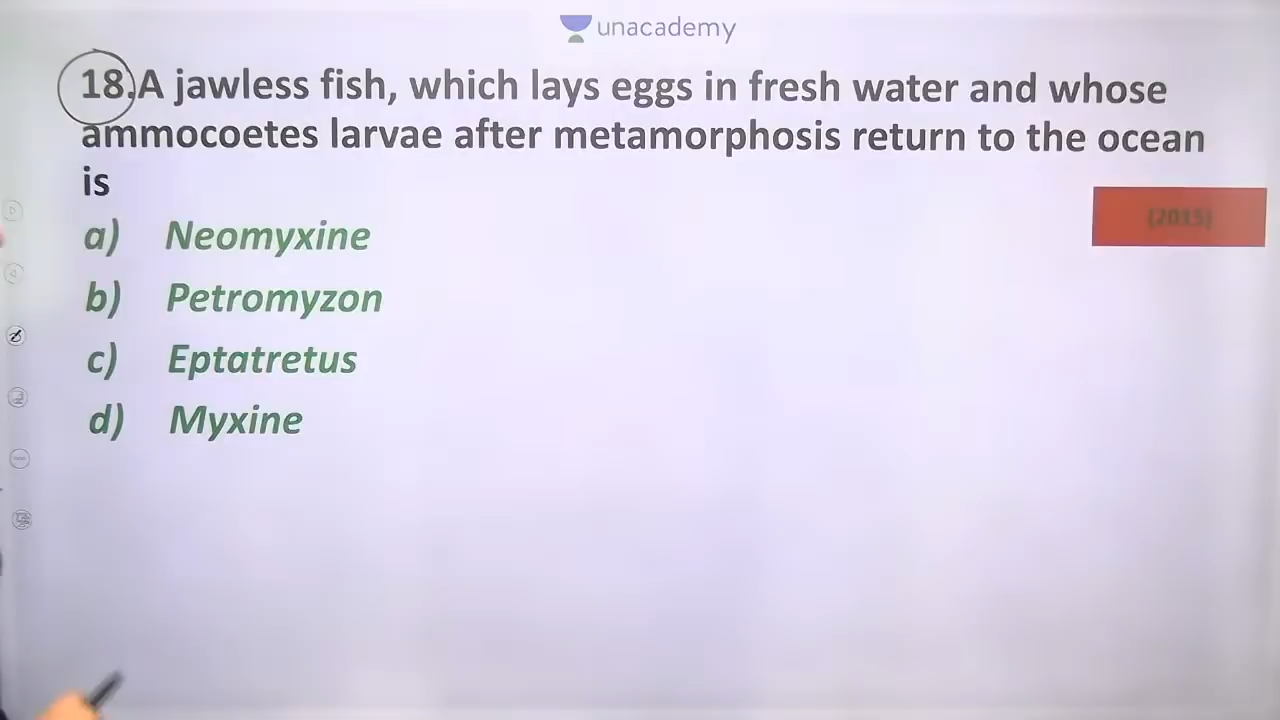 unacademy
18.A jawless fish, which lays eggs in fresh water and whose
ammocoetes larvae after metamorphosis return to the ocean
is
(2015)
a) Neomyxine
b) Petromyzon
c) Eptatretus
d) Myxine